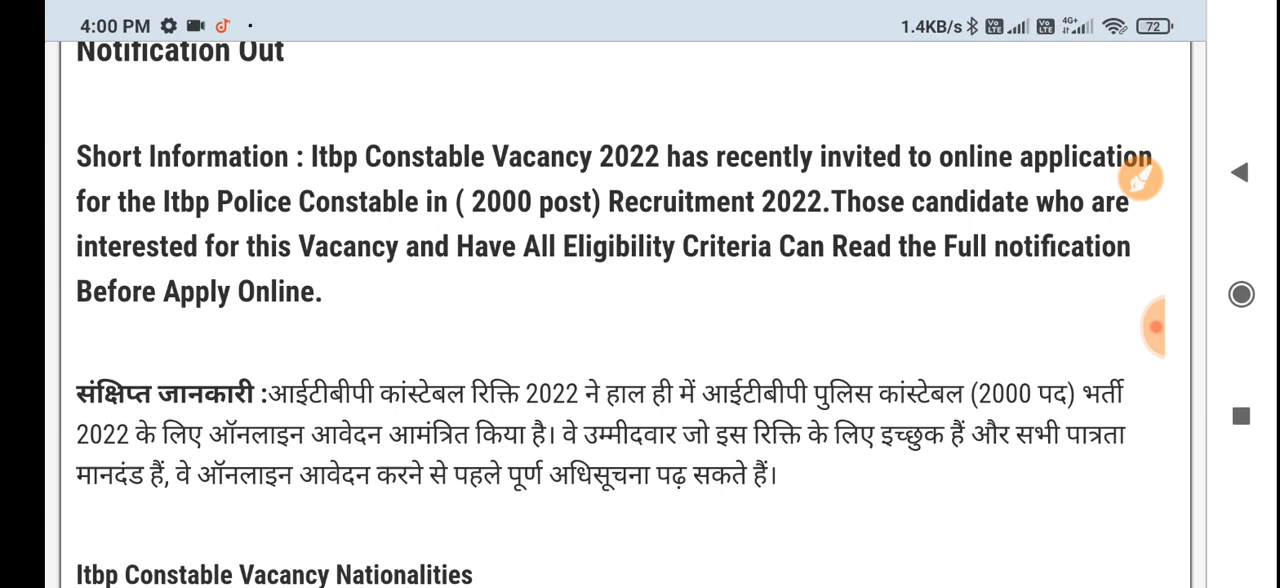 4:00 PM 1.4KB/s 4G+ 72
Notification Out
Short Information : Itbp Constable Vacancy 2022 has recently invited to online application
for the Itbp Police Constable in ( 2000 post) Recruitment 2022.Those candidate who are
interested for this Vacancy and Have All Eligibility Criteria Can Read the Full notification
Before Apply Online.
संक्षिप्त जानकारी :आईटीबीपी कांस्टेबल रिक्ति 2022 ने हाल ही में आईटीबीपी पुलिस कांस्टेबल (2000 पद) भर्ती
2022 के लिए ऑनलाइन आवेदन आमंत्रित किया है। वे उम्मीदवार जो इस रिक्ति के लिए इच्छुक हैं और सभी पात्रता
मानदंड हैं, वे ऑनलाइन आवेदन करने से पहले पूर्ण अधिसूचना पढ़ सकते हैं।
Itbp Constable Vacancy Nationalities